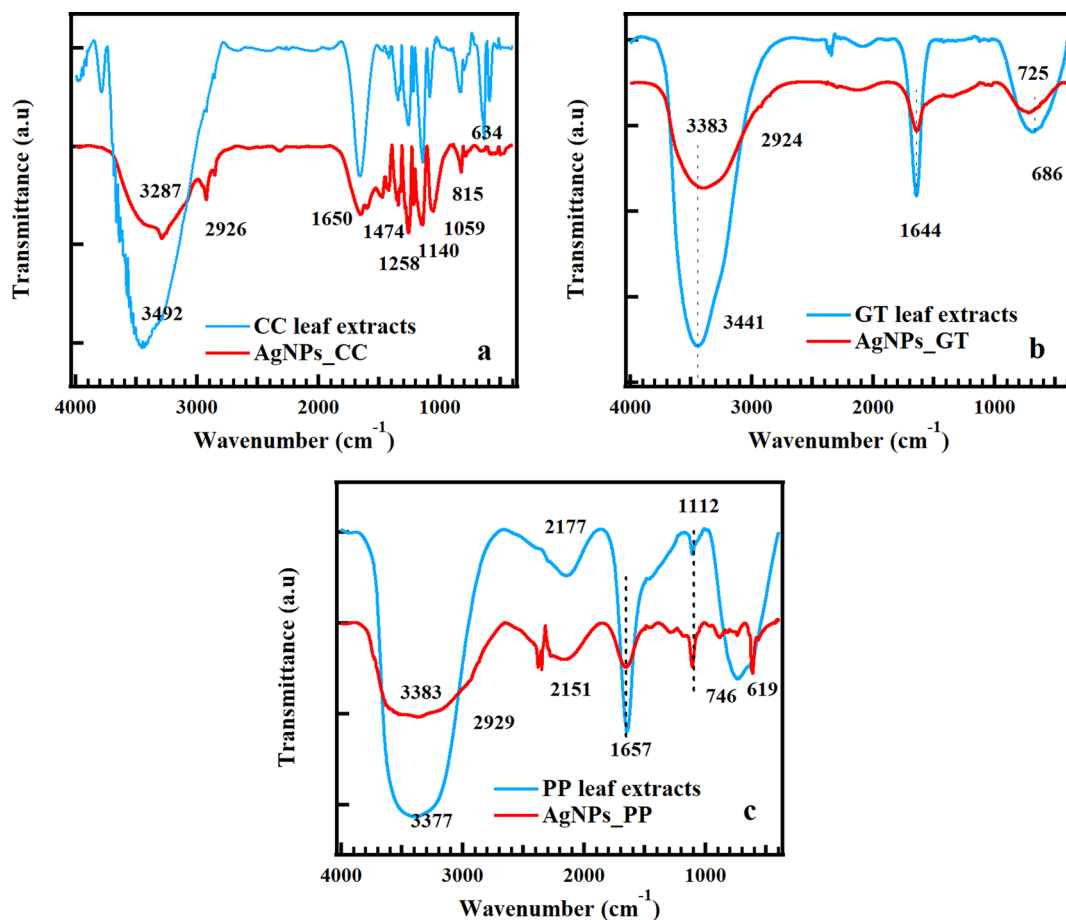 Transmittance (a.u)
634
3287
2926
1650
1474
1258
1140
1059
815
3492
CC leaf extracts
AgNPs_CC
a
4000 3000 2000 1000
Wavenumber (cm⁻¹)
Transmittance (a.u)
725
3383
2924
686
1644
3441
GT leaf extracts
AgNPs_GT
b
4000 3000 2000 1000
Wavenumber (cm⁻¹)
Transmittance (a.u)
1112
2177
3383
2151
2929
746
619
1657
PP leaf extracts
AgNPs_PP
3377
c
4000 3000 2000 1000
Wavenumber (cm⁻¹)